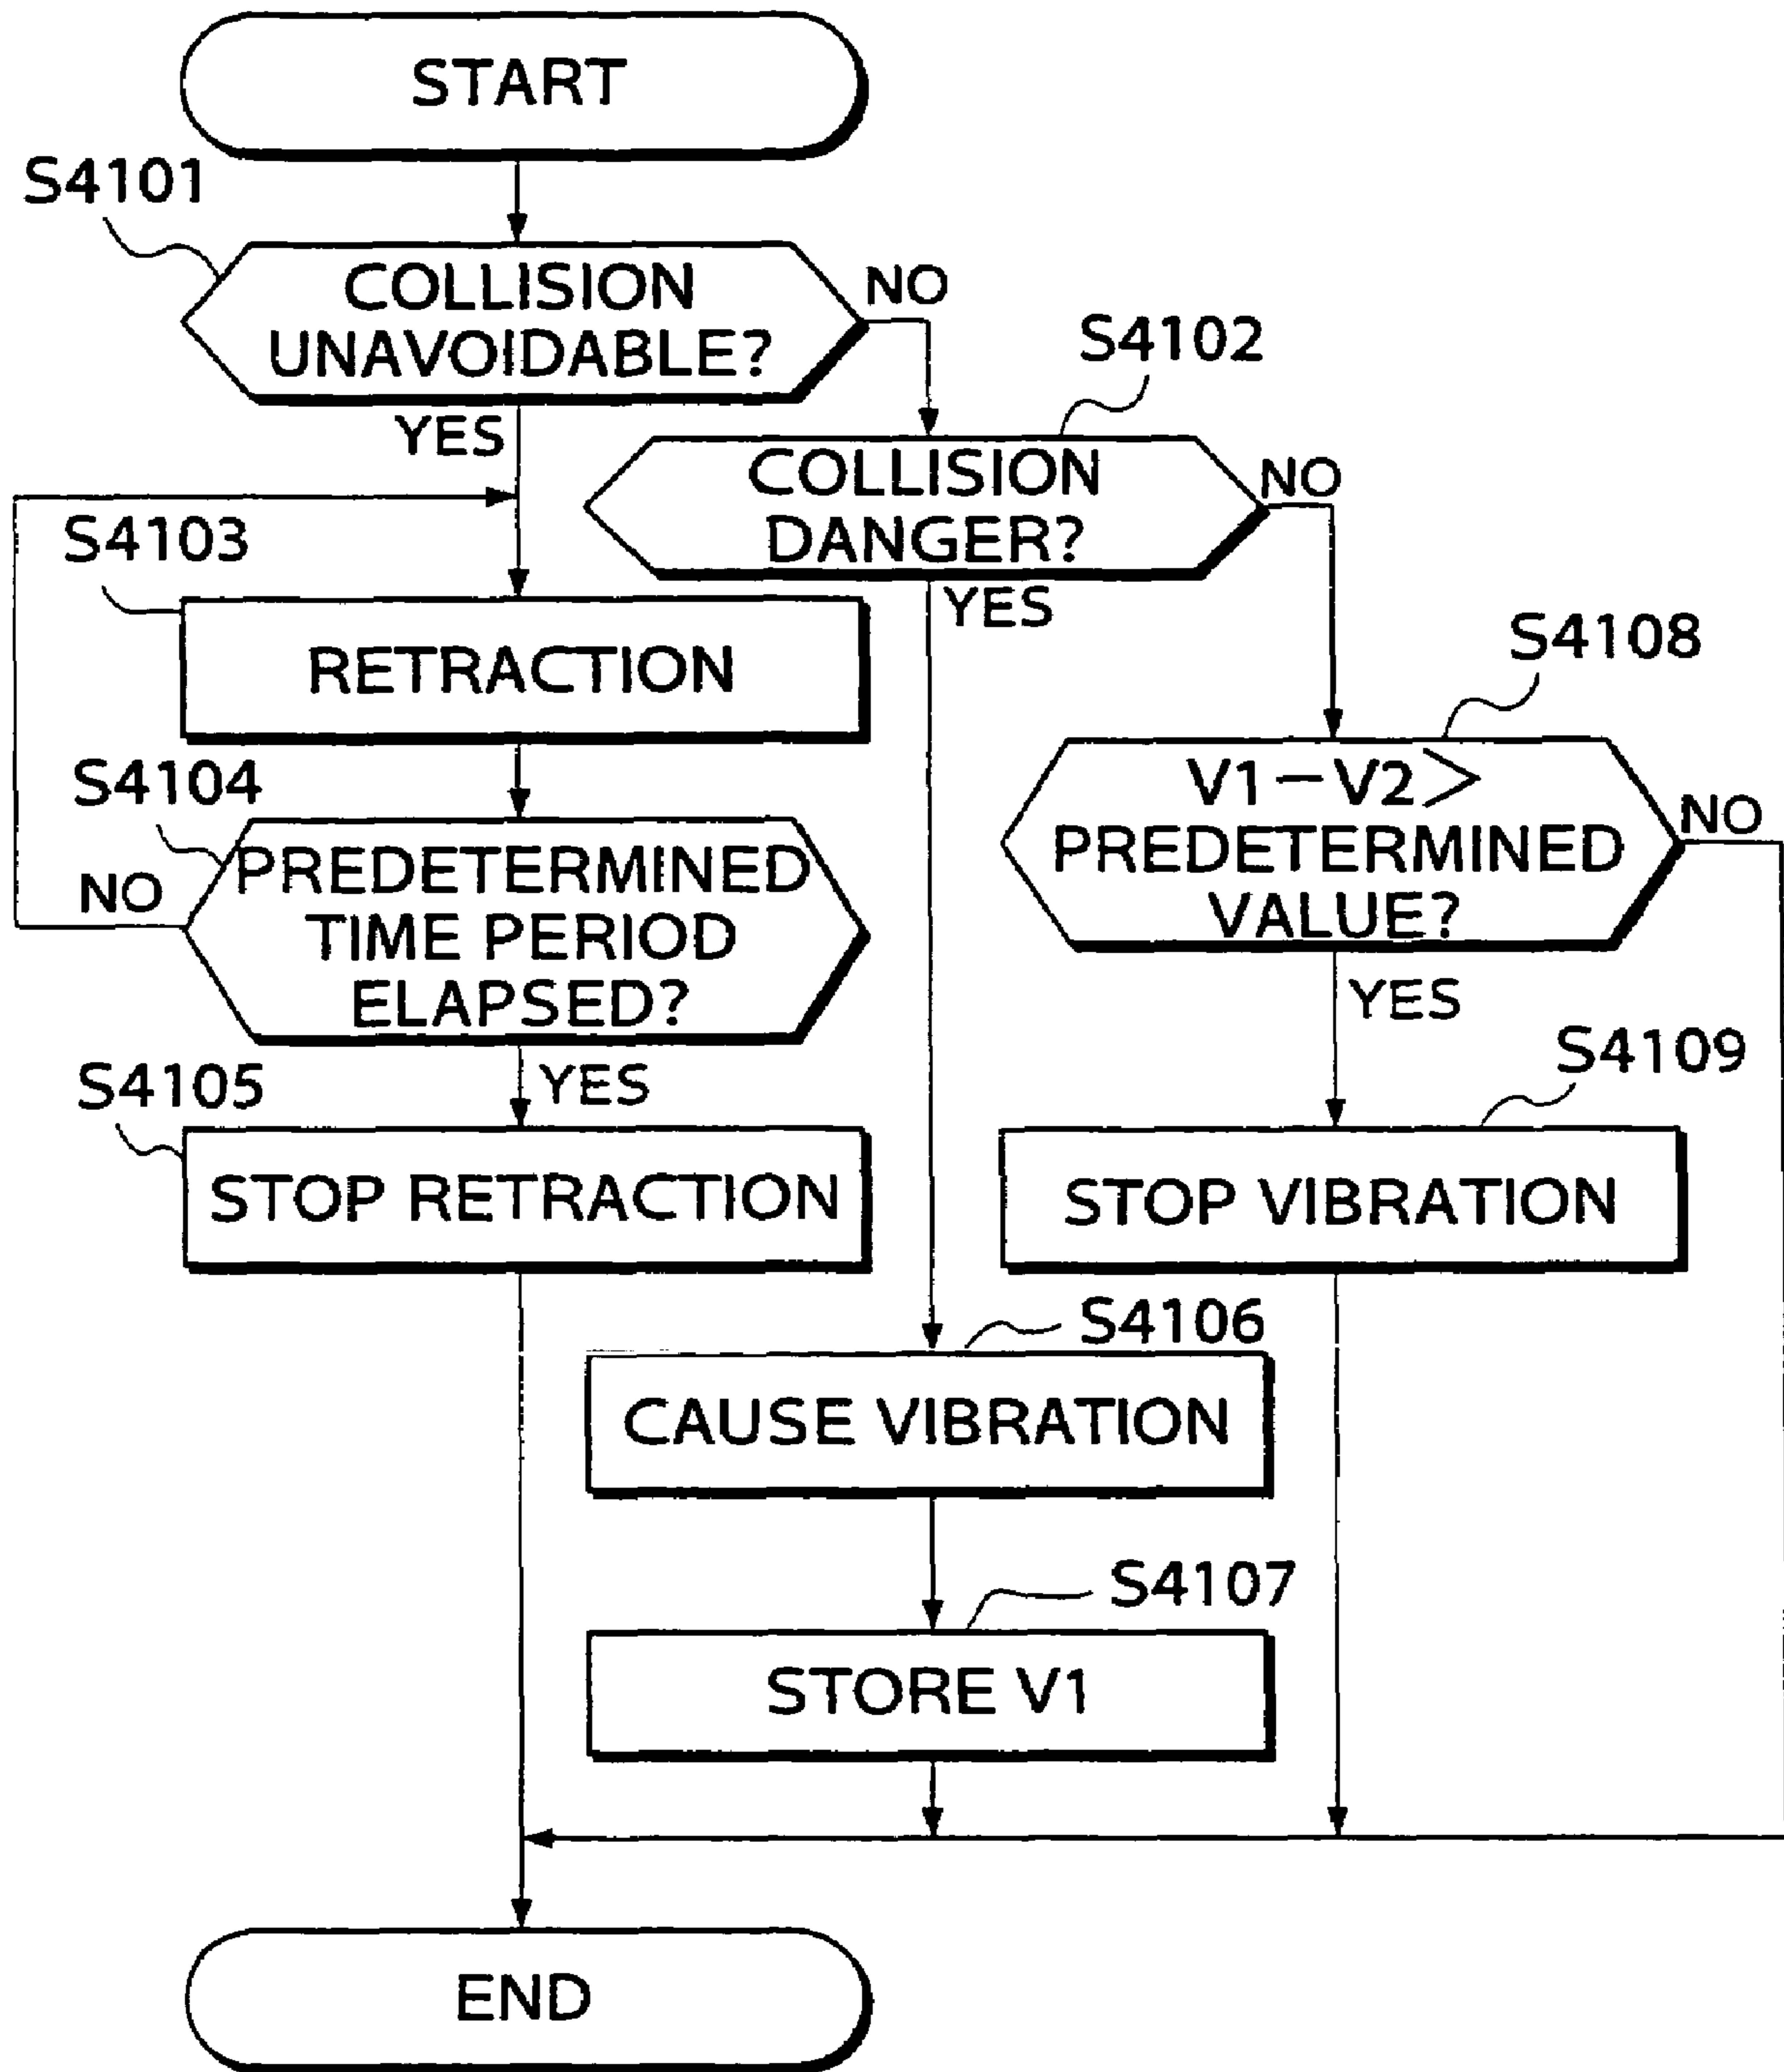 START
S4101
COLLISION
UNAVOIDABLE?
NO
YES
S4102
COLLISION
DANGER?
NO
YES
S4103
RETRACTION
S4104
PREDETERMINED
TIME PERIOD
ELAPSED?
NO
YES
S4108
V1-V2>
PREDETERMINED
VALUE?
NO
YES
S4105
STOP RETRACTION
S4109
STOP VIBRATION
S4106
CAUSE VIBRATION
S4107
STORE V1
END